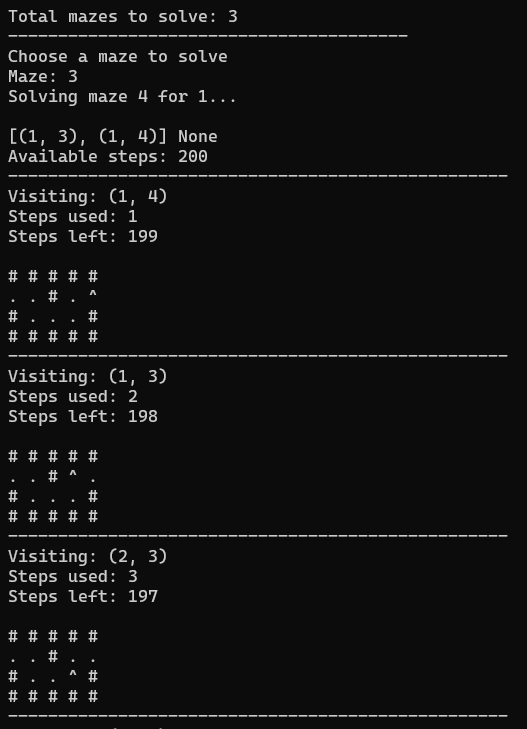 Total mazes to solve: 3
----------------------------------------
Choose a maze to solve
Maze: 3
Solving maze 4 for 1...
[(1, 3), (1, 4)] None
Available steps: 200
--------------------------------------------------
Visiting: (1, 4)
Steps used: 1
Steps left: 199
# # # # #
. . # . ^
# . . . #
# # # # #
--------------------------------------------------
Visiting: (1, 3)
Steps used: 2
Steps left: 198
# # # # #
. . # ^ .
# . . . #
# # # # #
--------------------------------------------------
Visiting: (2, 3)
Steps used: 3
Steps left: 197
# # # # #
. . # . .
# . . ^ #
# # # # #
--------------------------------------------------